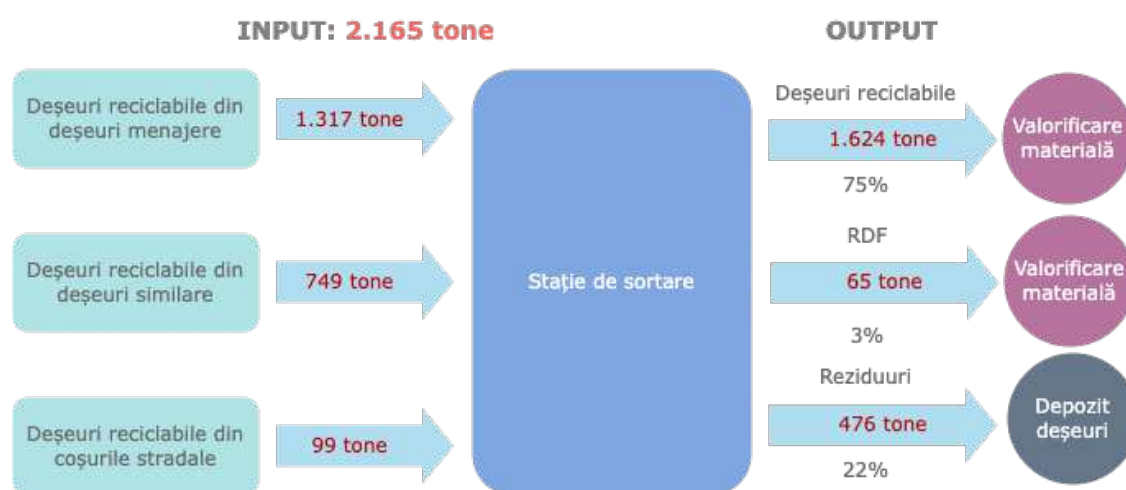 INPUT: 2.165 tone
OUTPUT
Deșeuri reciclabile din
deșeuri menajere
1.317 tone
Deșeuri reciclabile
1.624 tone
75%
Valorificare
materială
Deșeuri reciclabile din
deșeuri similare
749 tone
Stație de sortare
RDF
65 tone
3%
Valorificare
materială
Deșeuri reciclabile din
coșurile stradale
99 tone
Reziduuri
476 tone
22%
Depozit
deșeuri